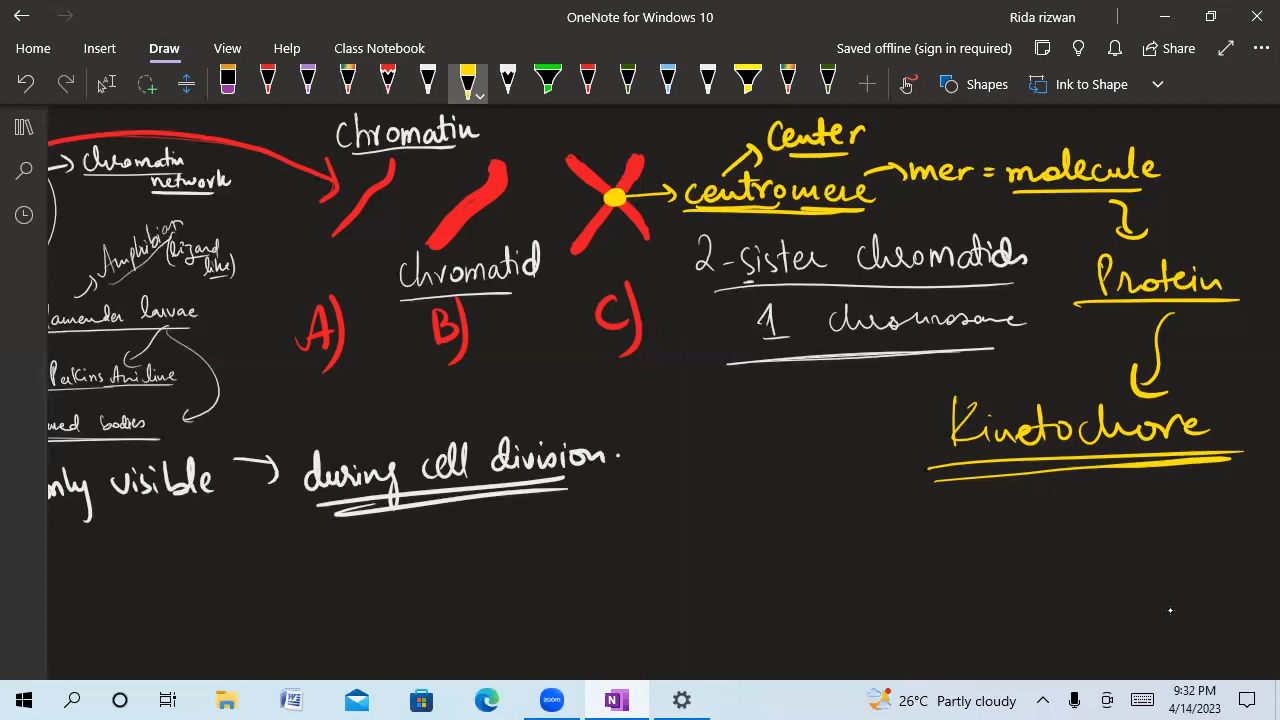 OneNote for Windows 10
Rida rizwan
Home Insert Draw View Help Class Notebook
Saved offline (sign in required) Share
Shapes Ink to Shape
Chromatin
Center
Chromatin
network
centromere
mer = molecule
Amphibian
(lizard
like)
2-sister chromatids
Chromatid
Protein
lamender larvae
1 chromosome
A) B) C)
Perkins Aniline
bodies
Kinetochore
only visible → during cell division.
zoom
26°C Partly cloudy
9:32 PM
4/14/2023